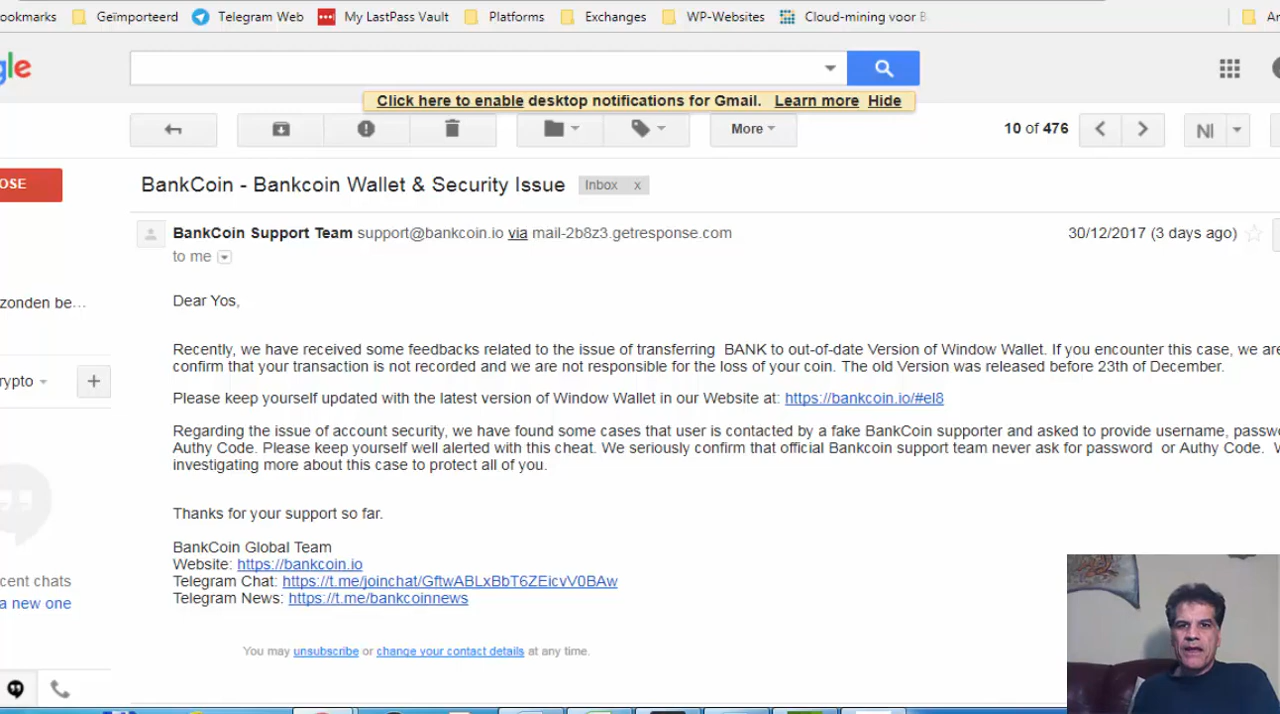 ookmarks Geïmporteerd Telegram Web My LastPass Vault Platforms Exchanges WP-Websites Cloud-mining voor B
gle
Click here to enable desktop notifications for Gmail. Learn more Hide
More 10 of 476 Nl
OSE
BankCoin - Bankcoin Wallet & Security Issue Inbox x
BankCoin Support Team support@bankcoin.io via mail-2b8z3.getresponse.com 30/12/2017 (3 days ago)
to me
Dear Yos,
zonden be...
Recently, we have received some feedbacks related to the issue of transferring BANK to out-of-date Version of Window Wallet. If you encounter this case, we are
confirm that your transaction is not recorded and we are not responsible for the loss of your coin. The old Version was released before 23th of December.
rypto
Please keep yourself updated with the latest version of Window Wallet in our Website at: https://bankcoin.io/#el8
Regarding the issue of account security, we have found some cases that user is contacted by a fake BankCoin supporter and asked to provide username, passwo
Authy Code. Please keep yourself well alerted with this cheat. We seriously confirm that official Bankcoin support team never ask for password or Authy Code. W
investigating more about this case to protect all of you.
Thanks for your support so far.
BankCoin Global Team
Website: https://bankcoin.io
Telegram Chat: https://t.me/joinchat/GftwABLxBbT6ZEicvV0BAw
Telegram News: https://t.me/bankcoinnews
cent chats
a new one
You may unsubscribe or change your contact details at any time.